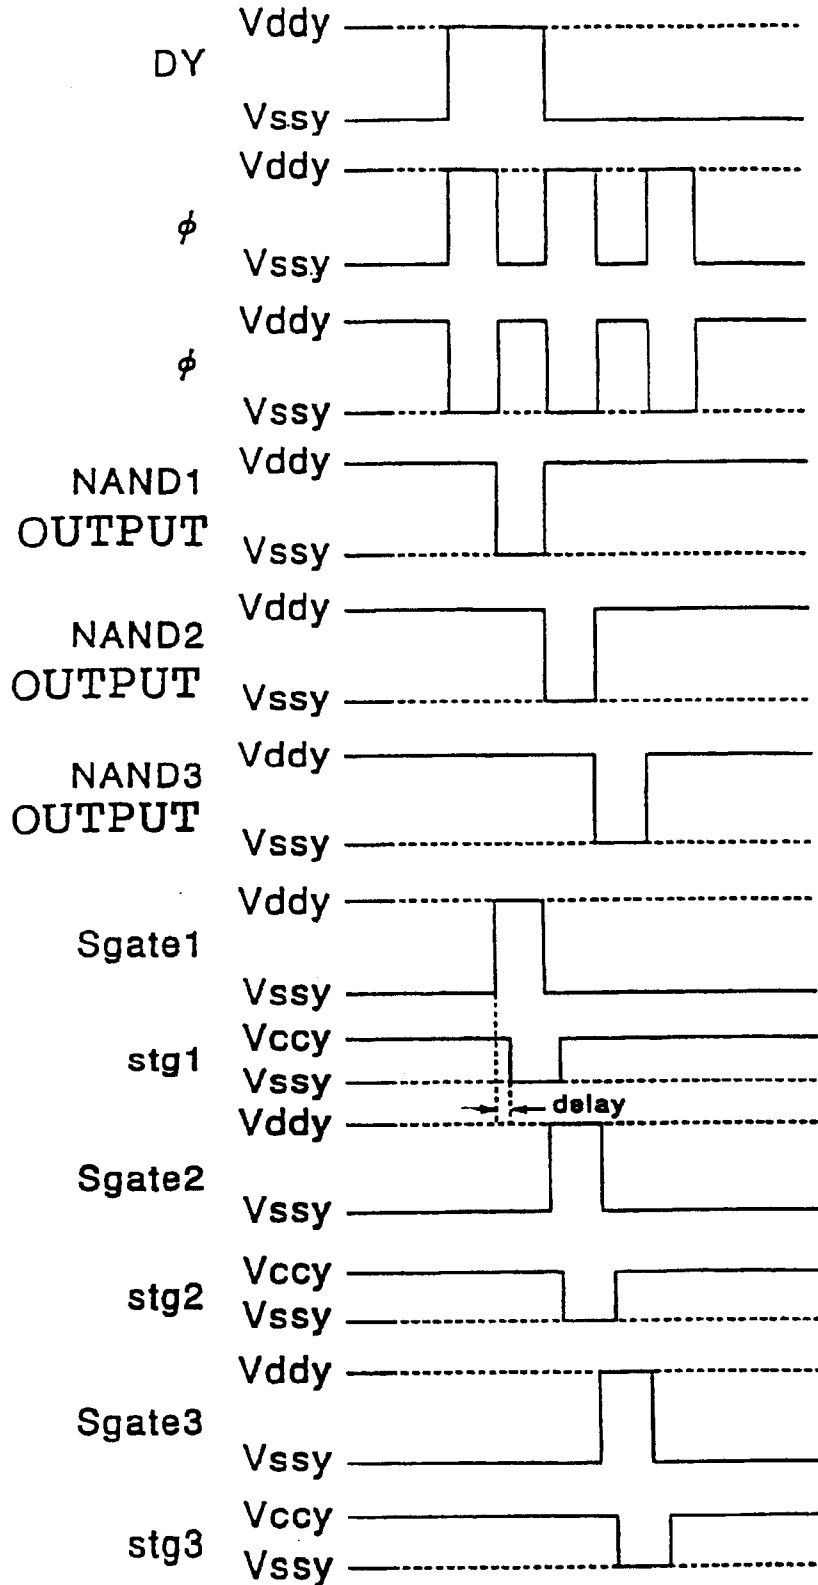 Vddy
DY
Vssy
Vddy
ϕ
Vssy
Vddy
ϕ
Vssy
Vddy
NAND1
OUTPUT
Vssy
Vddy
NAND2
OUTPUT
Vssy
Vddy
NAND3
OUTPUT
Vssy
Vddy
Sgate1
Vssy
Vccy
stg1
Vssy
delay
Vddy
Sgate2
Vssy
Vccy
stg2
Vssy
Vddy
Sgate3
Vssy
Vccy
stg3
Vssy